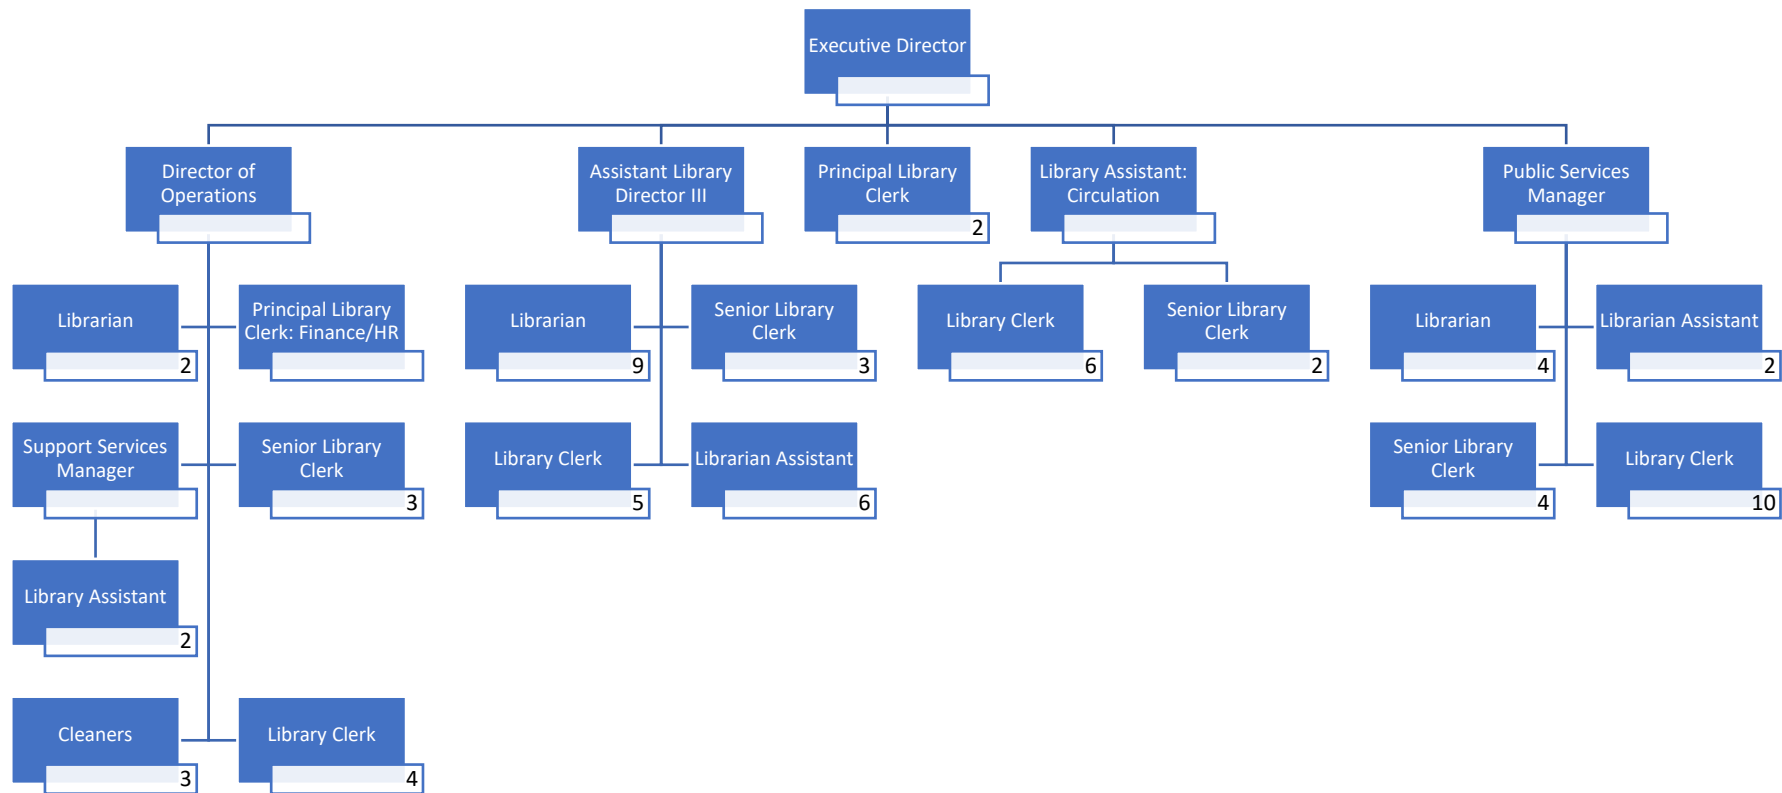 Executive Director
Director of
Operations
Assistant Library
Director III
Principal Library
Clerk
2
Library Assistant:
Circulation
Public Services
Manager
Librarian
2
Principal Library
Clerk: Finance/HR
Librarian
9
Senior Library
Clerk
3
Library Clerk
6
Senior Library
Clerk
2
Librarian
4
Librarian Assistant
2
Support Services
Manager
Senior Library
Clerk
3
Library Clerk
5
Librarian Assistant
6
Senior Library
Clerk
4
Library Clerk
10
Library Assistant
2
Cleaners
3
Library Clerk
4